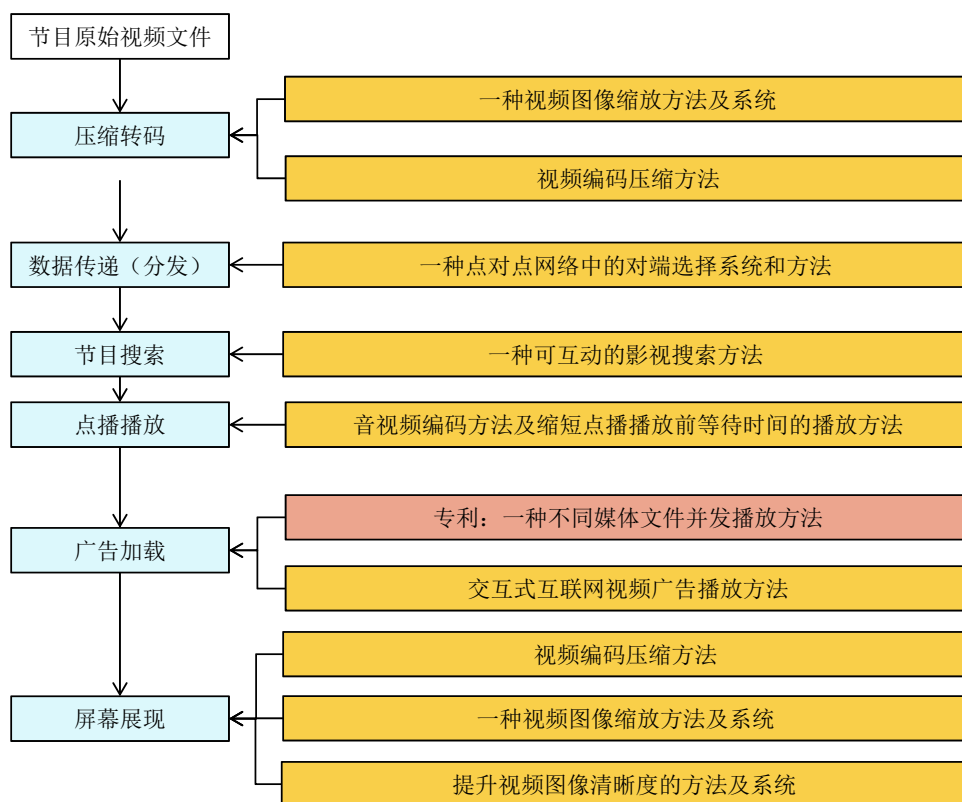 节目原始视频文件
一种视频图像缩放方法及系统
压缩转码
视频编码压缩方法
数据传递（分发）
一种点对点网络中的对端选择系统和方法
节目搜索
一种可互动的影视搜索方法
点播播放
音视频编码方法及缩短点播播放前等待时间的播放方法
专利：一种不同媒体文件并发播放方法
广告加载
交互式互联网视频广告播放方法
视频编码压缩方法
屏幕展现
一种视频图像缩放方法及系统
提升视频图像清晰度的方法及系统